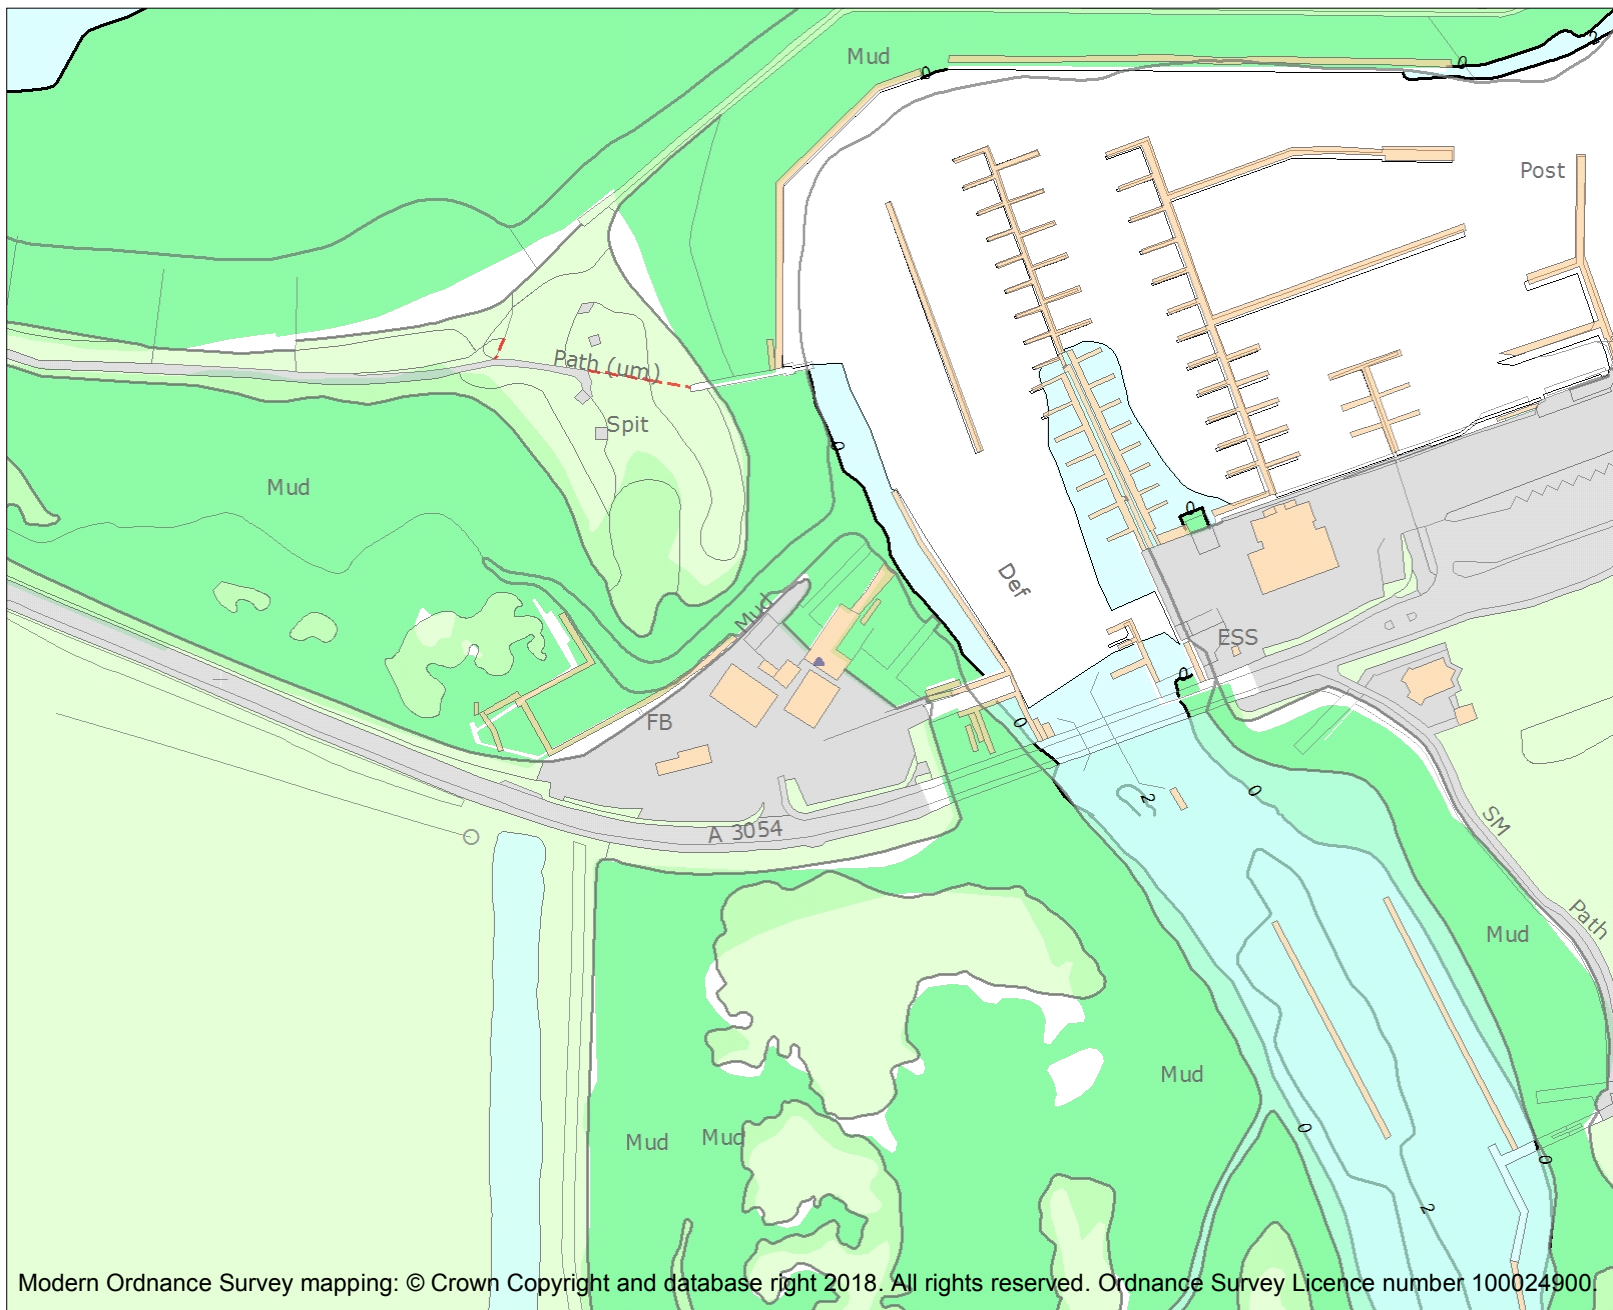 Mud
0
0
2
Post
Path (um)
Spit
0
Mud
0
Def
Mud
ESS
0
FB
0
2
0
A 3054
SM
Path
Mud
Mud
0
Mud
Mud
0
2
Modern Ordnance Survey mapping: © Crown Copyright and database right 2018. All rights reserved. Ordnance Survey Licence number 100024900.